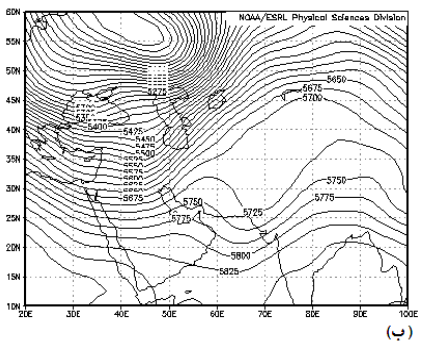 NOAA/ESRL Physical Sciences Division
60N
55N
50N
45N
40N
35N
30N
25N
20N
15N
10N
5275
5400
5425
5450
5475
5500
5575
5675
5650
5675
5700
5750
5775
5750
5725
5775
5800
5825
20E
30E
40E
50E
60E
70E
80E
90E
100E
(ب)